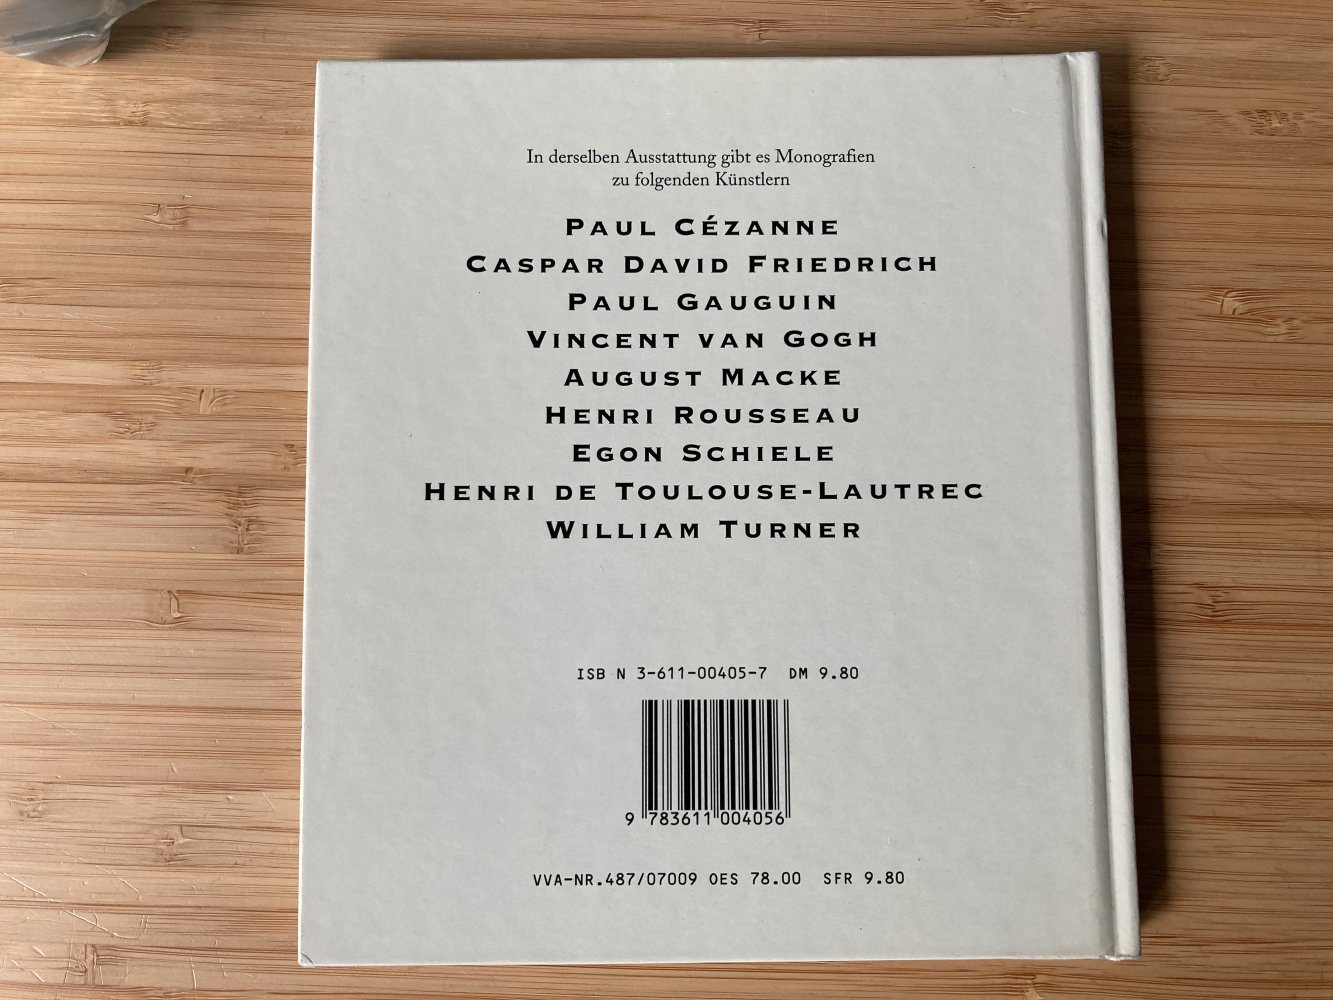 In derselben Ausstattung gibt es Monografien
zu folgenden Künstlern
PAUL CÉZANNE
CASPAR DAVID FRIEDRICH
PAUL GAUGUIN
VINCENT VAN GOGH
AUGUST MACKE
HENRI ROUSSEAU
EGON SCHIELE
HENRI DE TOULOUSE-LAUTREC
WILLIAM TURNER
ISB N 3-611-00405-7 DM 9.80
9 783611 004056
VVA-NR.487/07009 OES 78.00 SFR 9.80